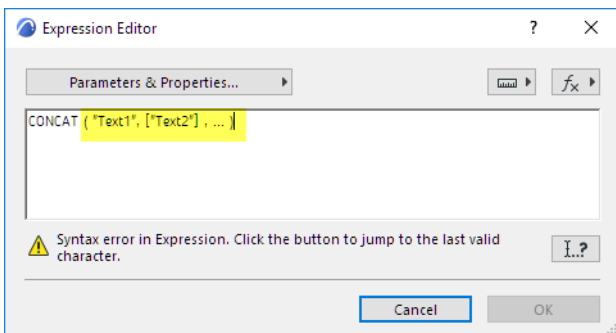 Expression Editor
?
Parameters & Properties...
fx
CONCAT ( "Text1", ["Text2"] , ... )
Syntax error in Expression. Click the button to jump to the last valid
character.
I..?
Cancel
OK